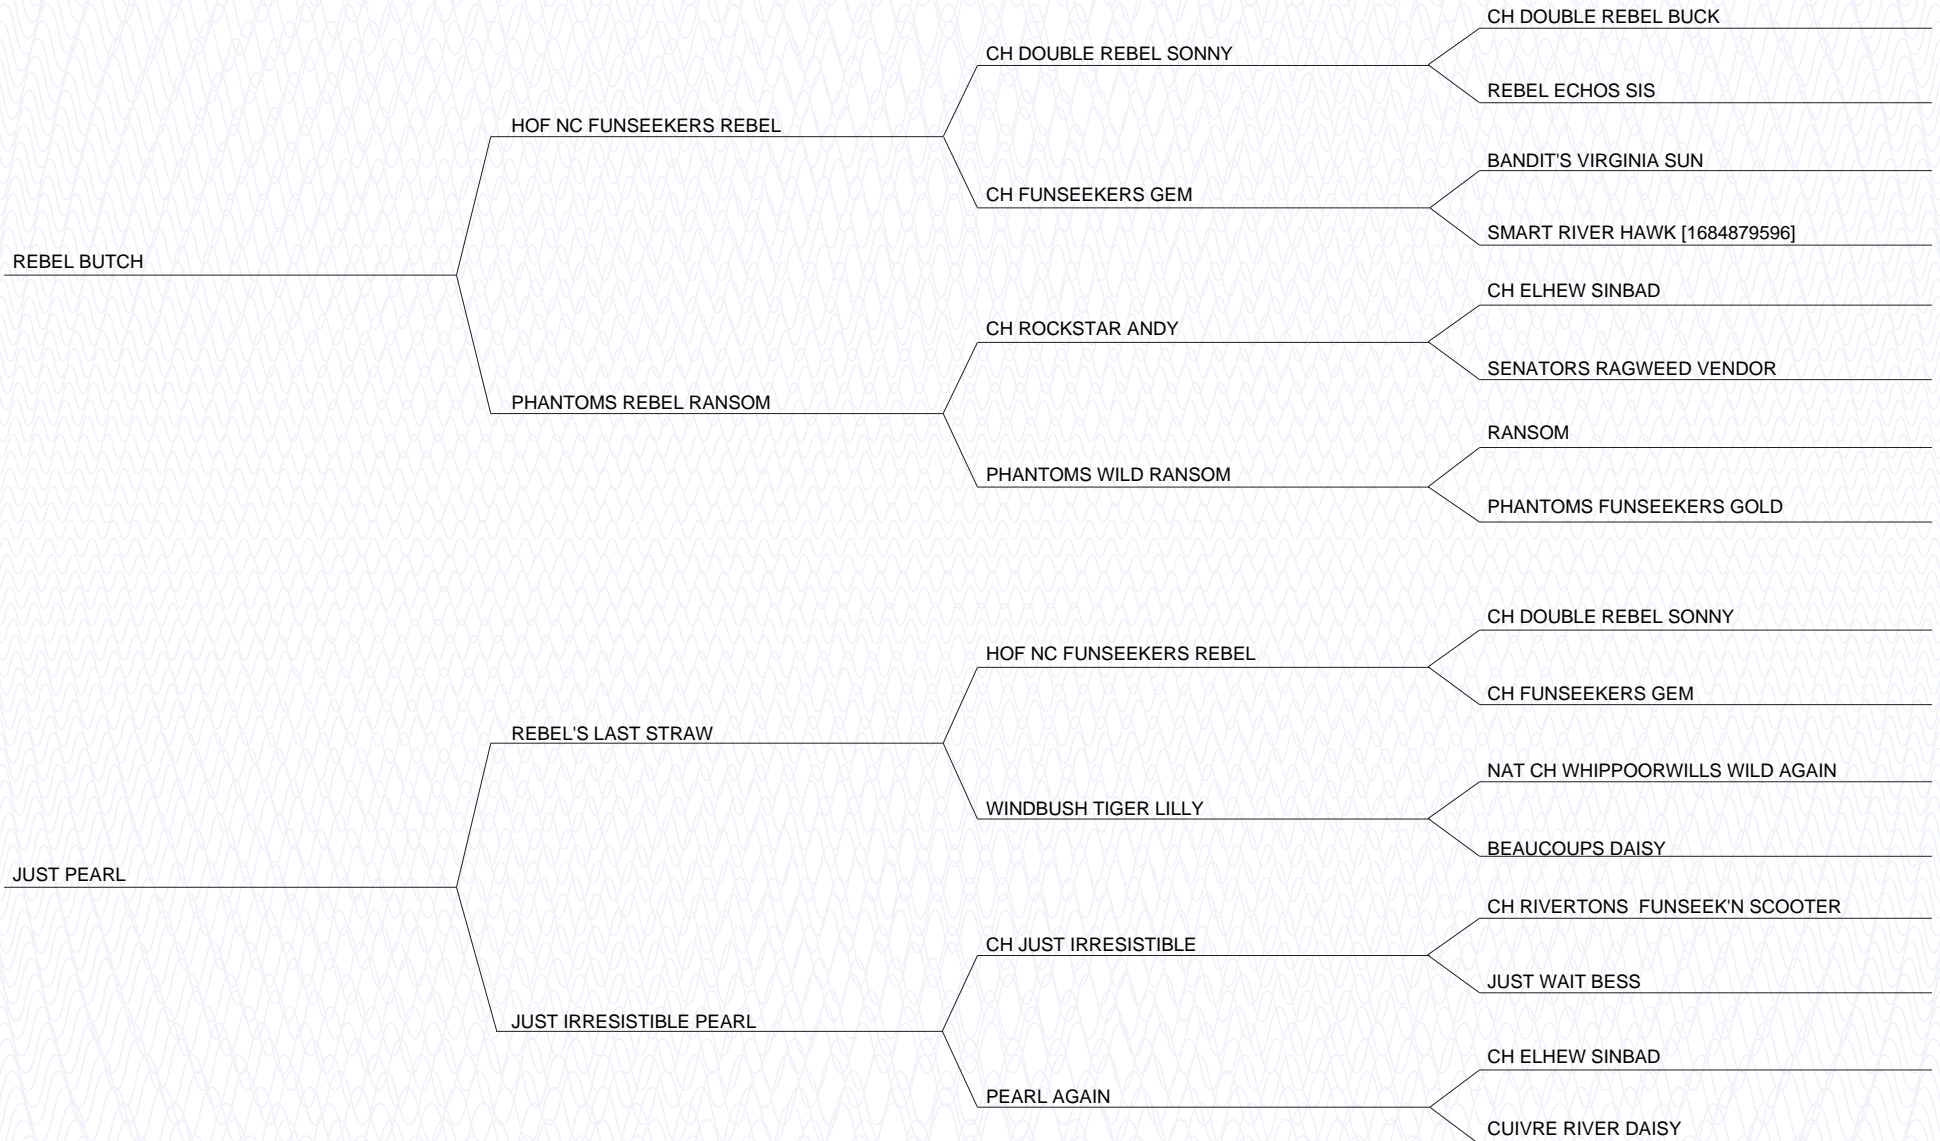 CH DOUBLE REBEL BUCK
CH DOUBLE REBEL SONNY
REBEL ECHOS SIS
HOF NC FUNSEEKERS REBEL
BANDIT'S VIRGINIA SUN
CH FUNSEEKERS GEM
SMART RIVER HAWK [1684879596]
REBEL BUTCH
CH ELHEW SINBAD
CH ROCKSTAR ANDY
SENATORS RAGWEED VENDOR
PHANTOMS REBEL RANSOM
RANSOM
PHANTOMS WILD RANSOM
PHANTOMS FUNSEEKERS GOLD
CH DOUBLE REBEL SONNY
HOF NC FUNSEEKERS REBEL
CH FUNSEEKERS GEM
REBEL'S LAST STRAW
NAT CH WHIPPOORWILLS WILD AGAIN
WINDBUSH TIGER LILLY
BEAUCOUPS DAISY
JUST PEARL
CH RIVERTONS  FUNSEEK'N SCOOTER
CH JUST IRRESISTIBLE
JUST WAIT BESS
JUST IRRESISTIBLE PEARL
CH ELHEW SINBAD
PEARL AGAIN
CUIVRE RIVER DAISY